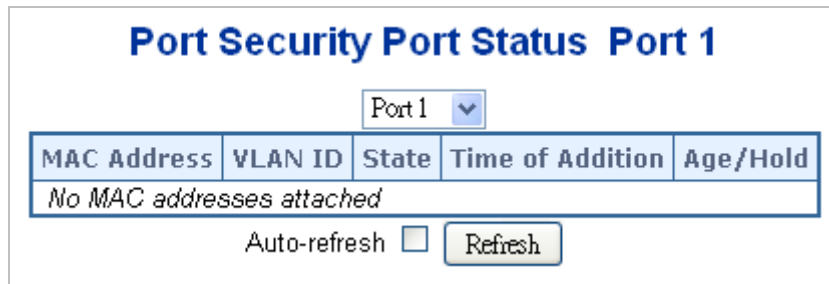 Port Security Port Status Port 1
Port 1
MAC Address VLAN ID State Time of Addition Age/Hold
No MAC addresses attached
Auto-refresh Refresh